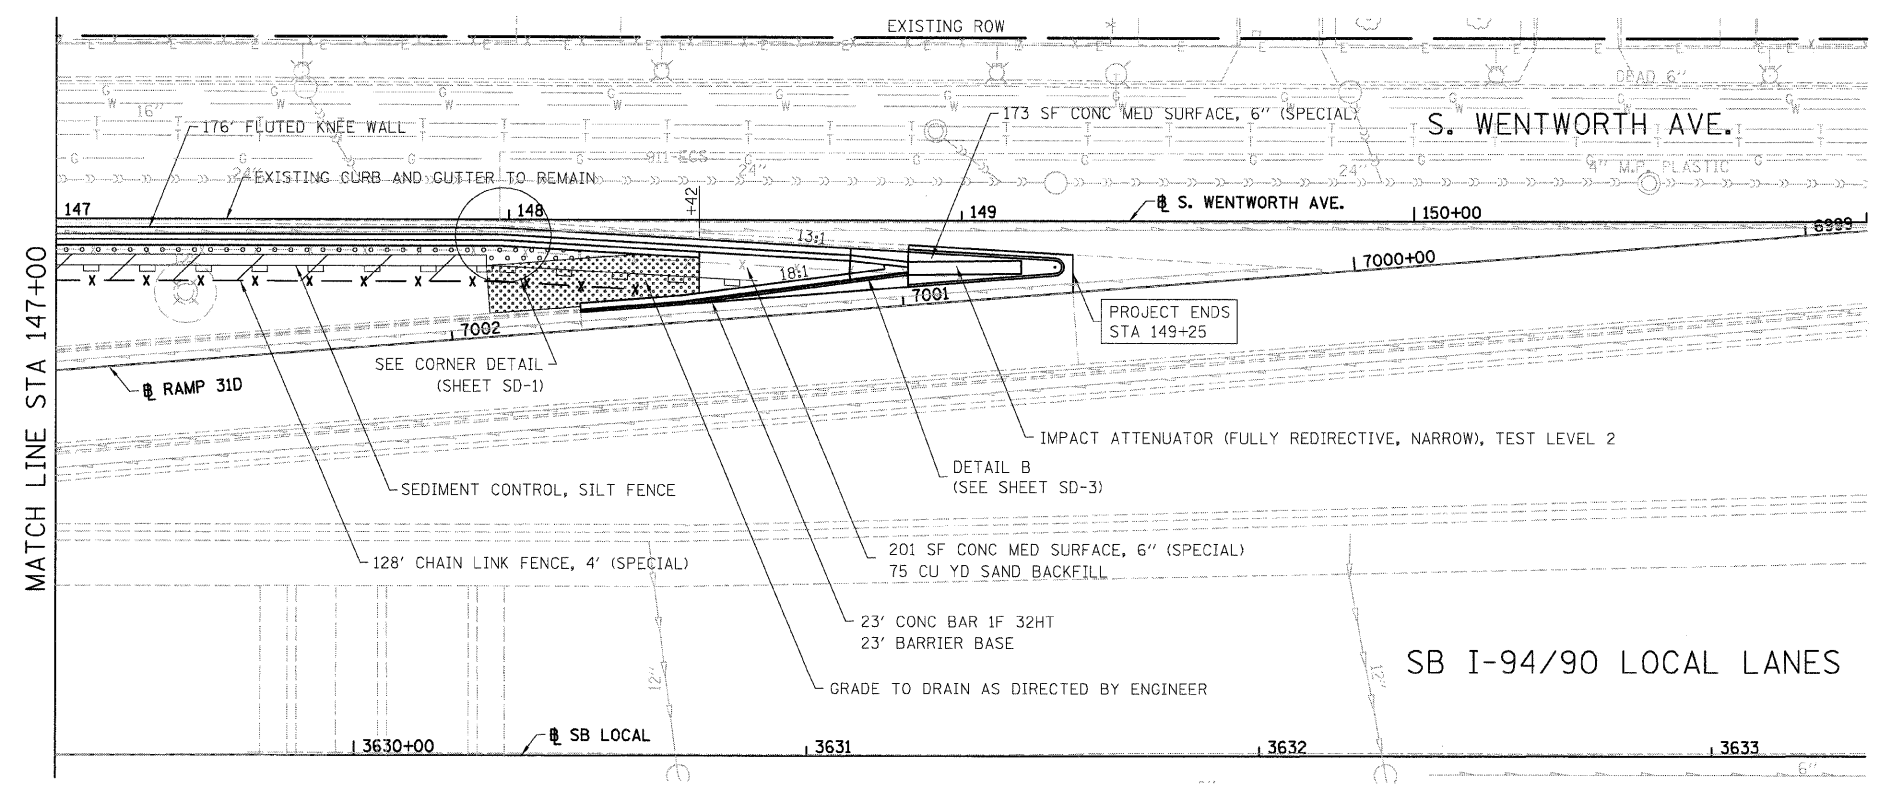 EXISTING ROW
DEAD 6"
16"
176' FLUTED KNEE WALL
173 SF CONC MED SURFACE, 6" (SPECIAL)
S. WENTWORTH AVE.
911-ECS
24"
EXISTING CURB AND GUTTER TO REMAIN
24"
24"
4" M.P. PLASTIC
+42
147
148
149
℄ S. WENTWORTH AVE.
150+00
6999
13:1
18:1
7000+00
7001
7002
PROJECT ENDS
STA 149+25
SEE CORNER DETAIL
(SHEET SD-1)
℄ RAMP 31D
MATCH LINE STA 147+00
IMPACT ATTENUATOR (FULLY REDIRECTIVE, NARROW), TEST LEVEL 2
DETAIL B
(SEE SHEET SD-3)
SEDIMENT CONTROL, SILT FENCE
201 SF CONC MED SURFACE, 6" (SPECIAL)
75 CU YD SAND BACKFILL
128' CHAIN LINK FENCE, 4' (SPECIAL)
23' CONC BAR 1F 32HT
23' BARRIER BASE
GRADE TO DRAIN AS DIRECTED BY ENGINEER
SB I-94/90 LOCAL LANES
12"
12"
℄ SB LOCAL
3630+00
3631
3632
3633
6"